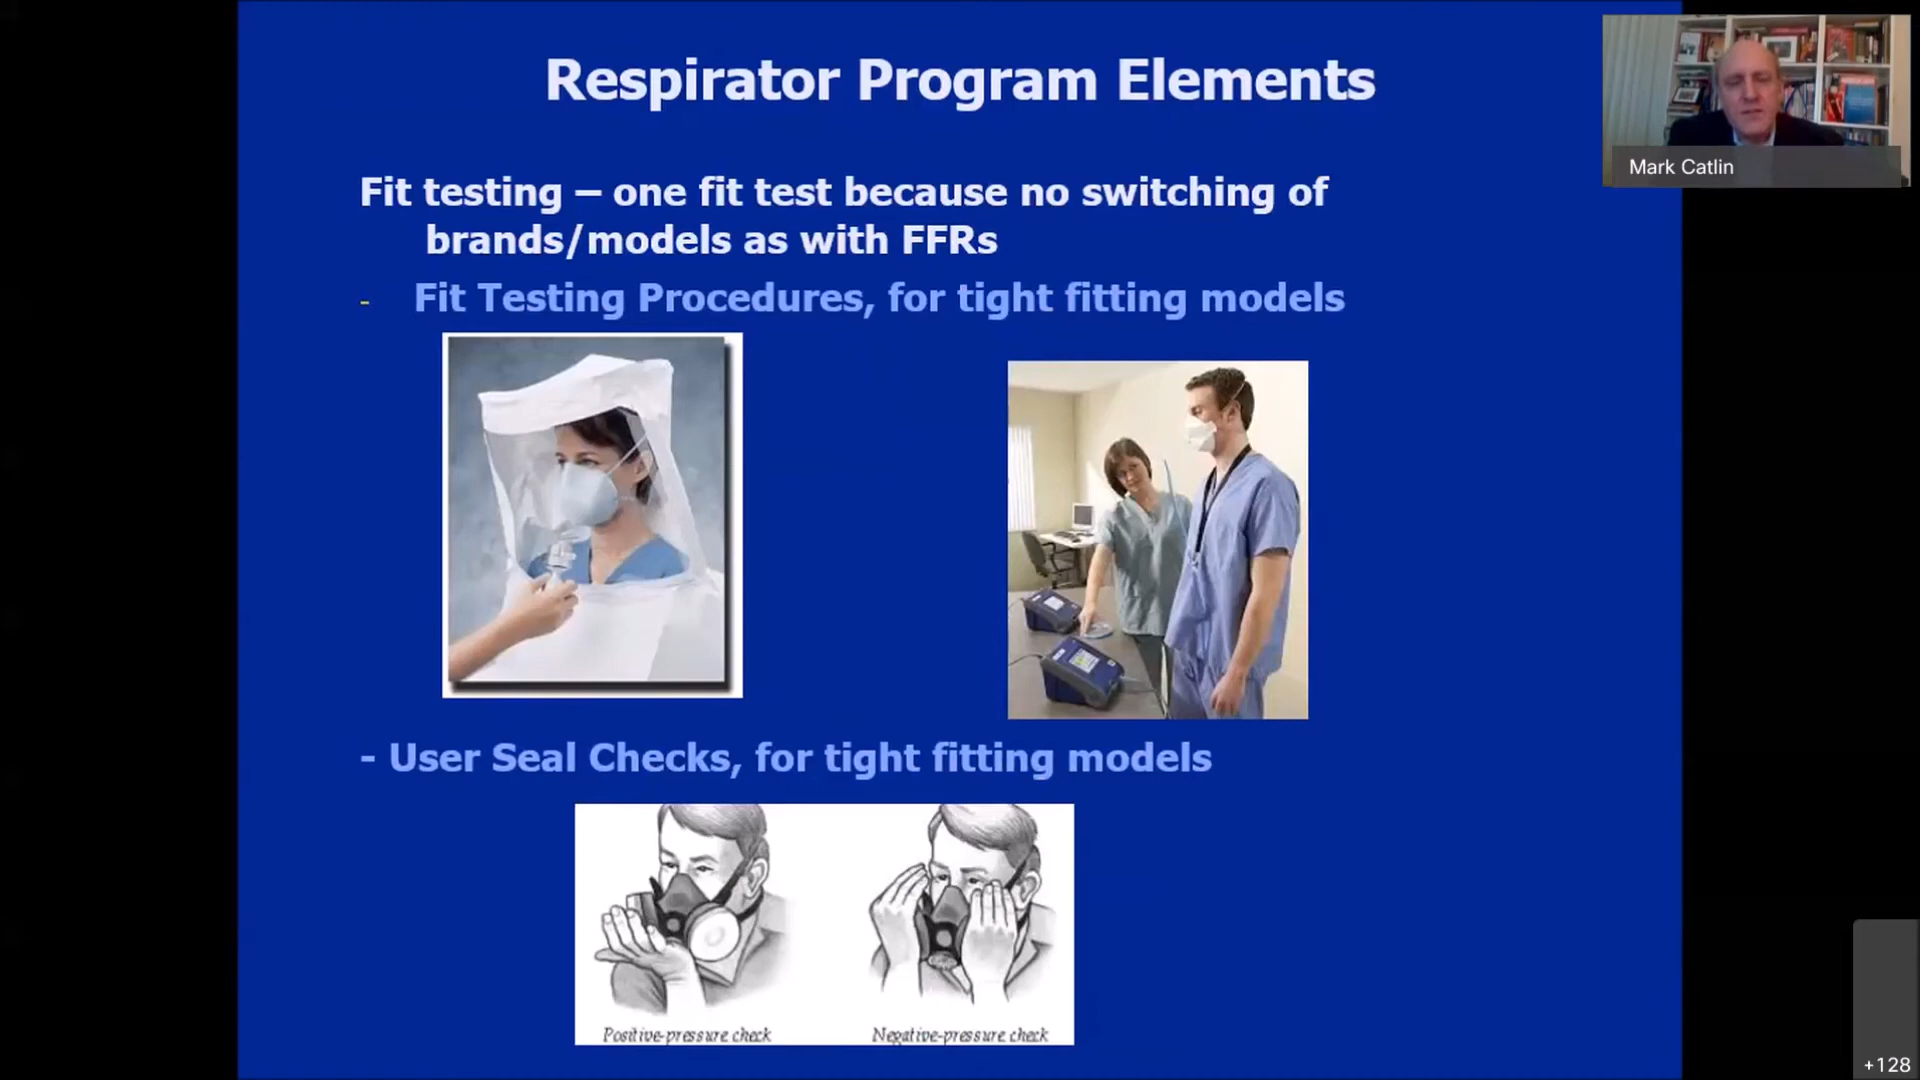 Respirator Program Elements
Mark Catlin
Fit testing – one fit test because no switching of
brands/models as with FFRs
- Fit Testing Procedures, for tight fitting models
- User Seal Checks, for tight fitting models
Positive-pressure check
Negative-pressure check
+128